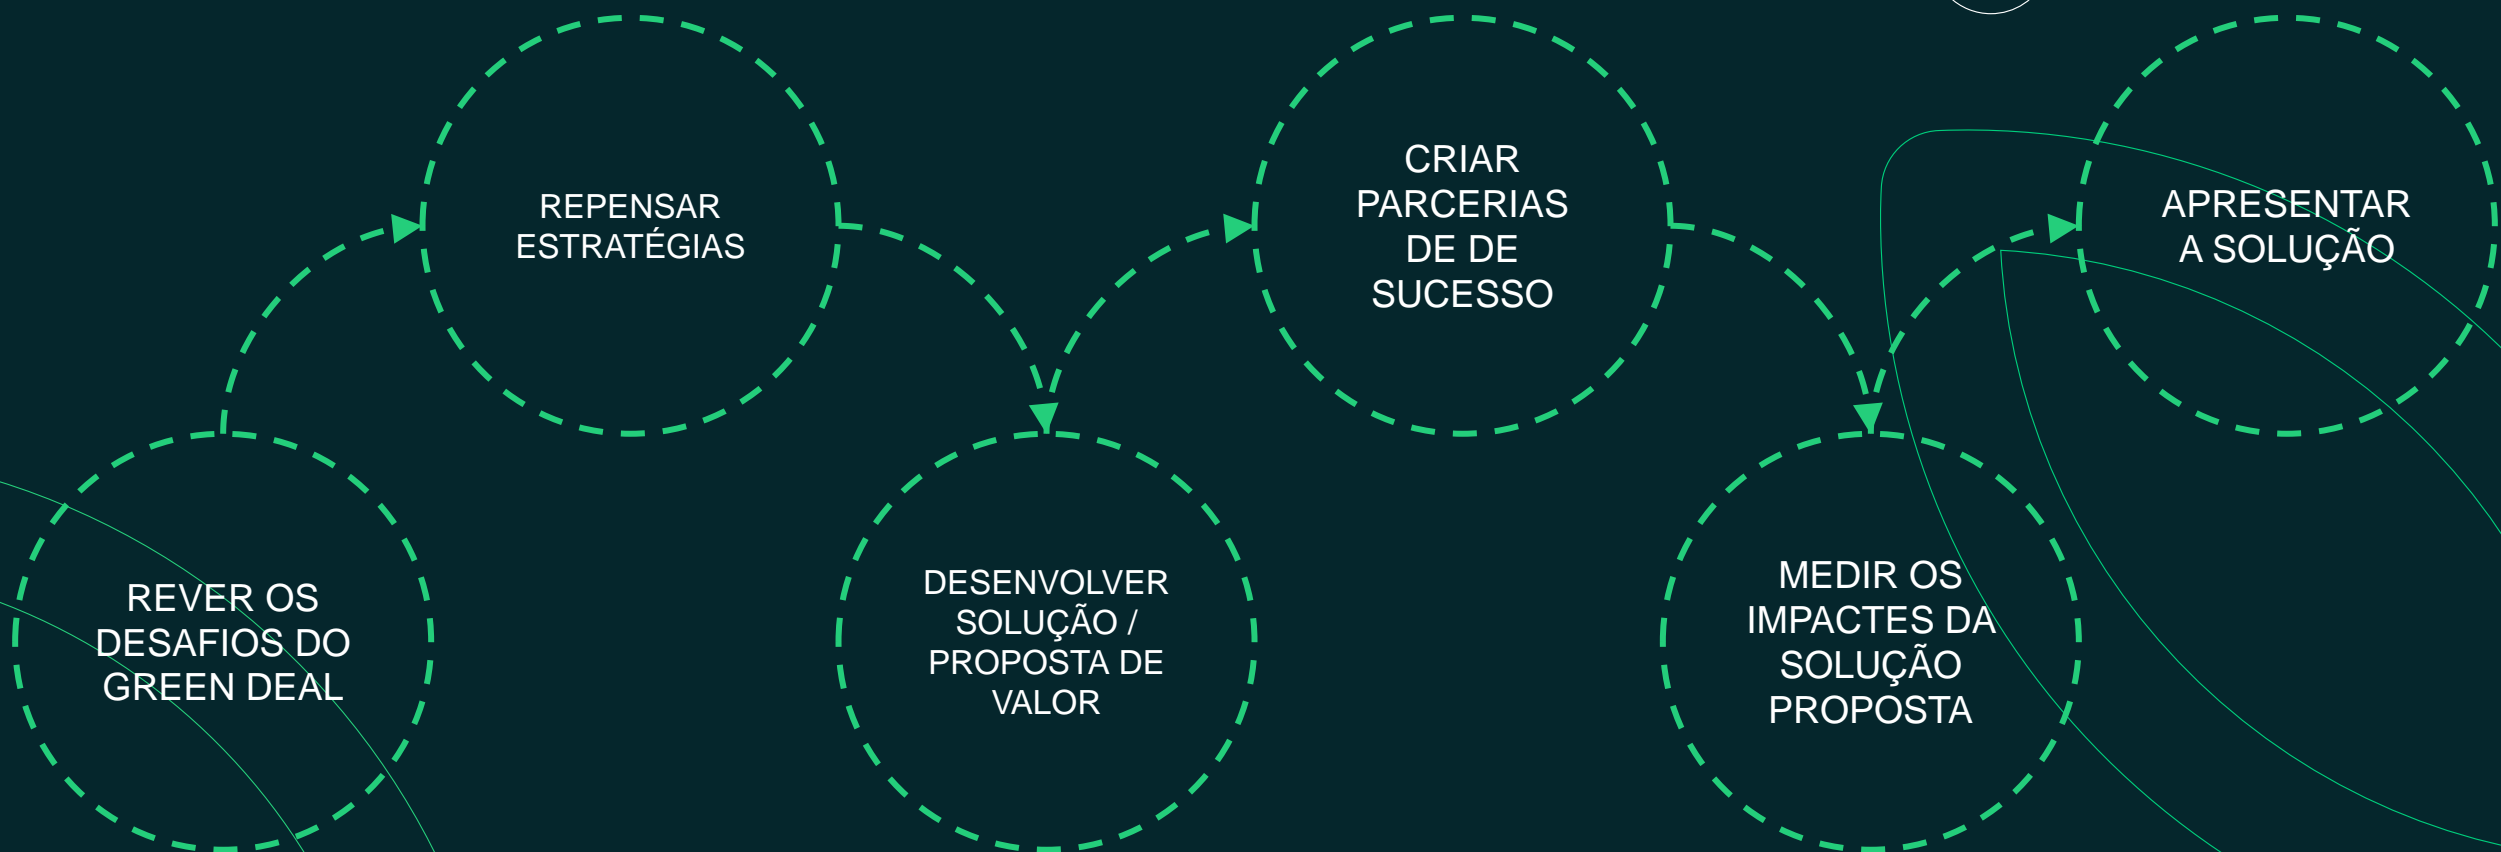 REVER OS
DESAFIOS DO
GREEN DEAL
REPENSAR
ESTRATÉGIAS
DESENVOLVER
SOLUÇÃO /
PROPOSTA DE
VALOR
CRIAR
PARCERIAS
DE DE
SUCESSO
MEDIR OS
IMPACTES DA
SOLUÇÃO
PROPOSTA
APRESENTAR
A SOLUÇÃO